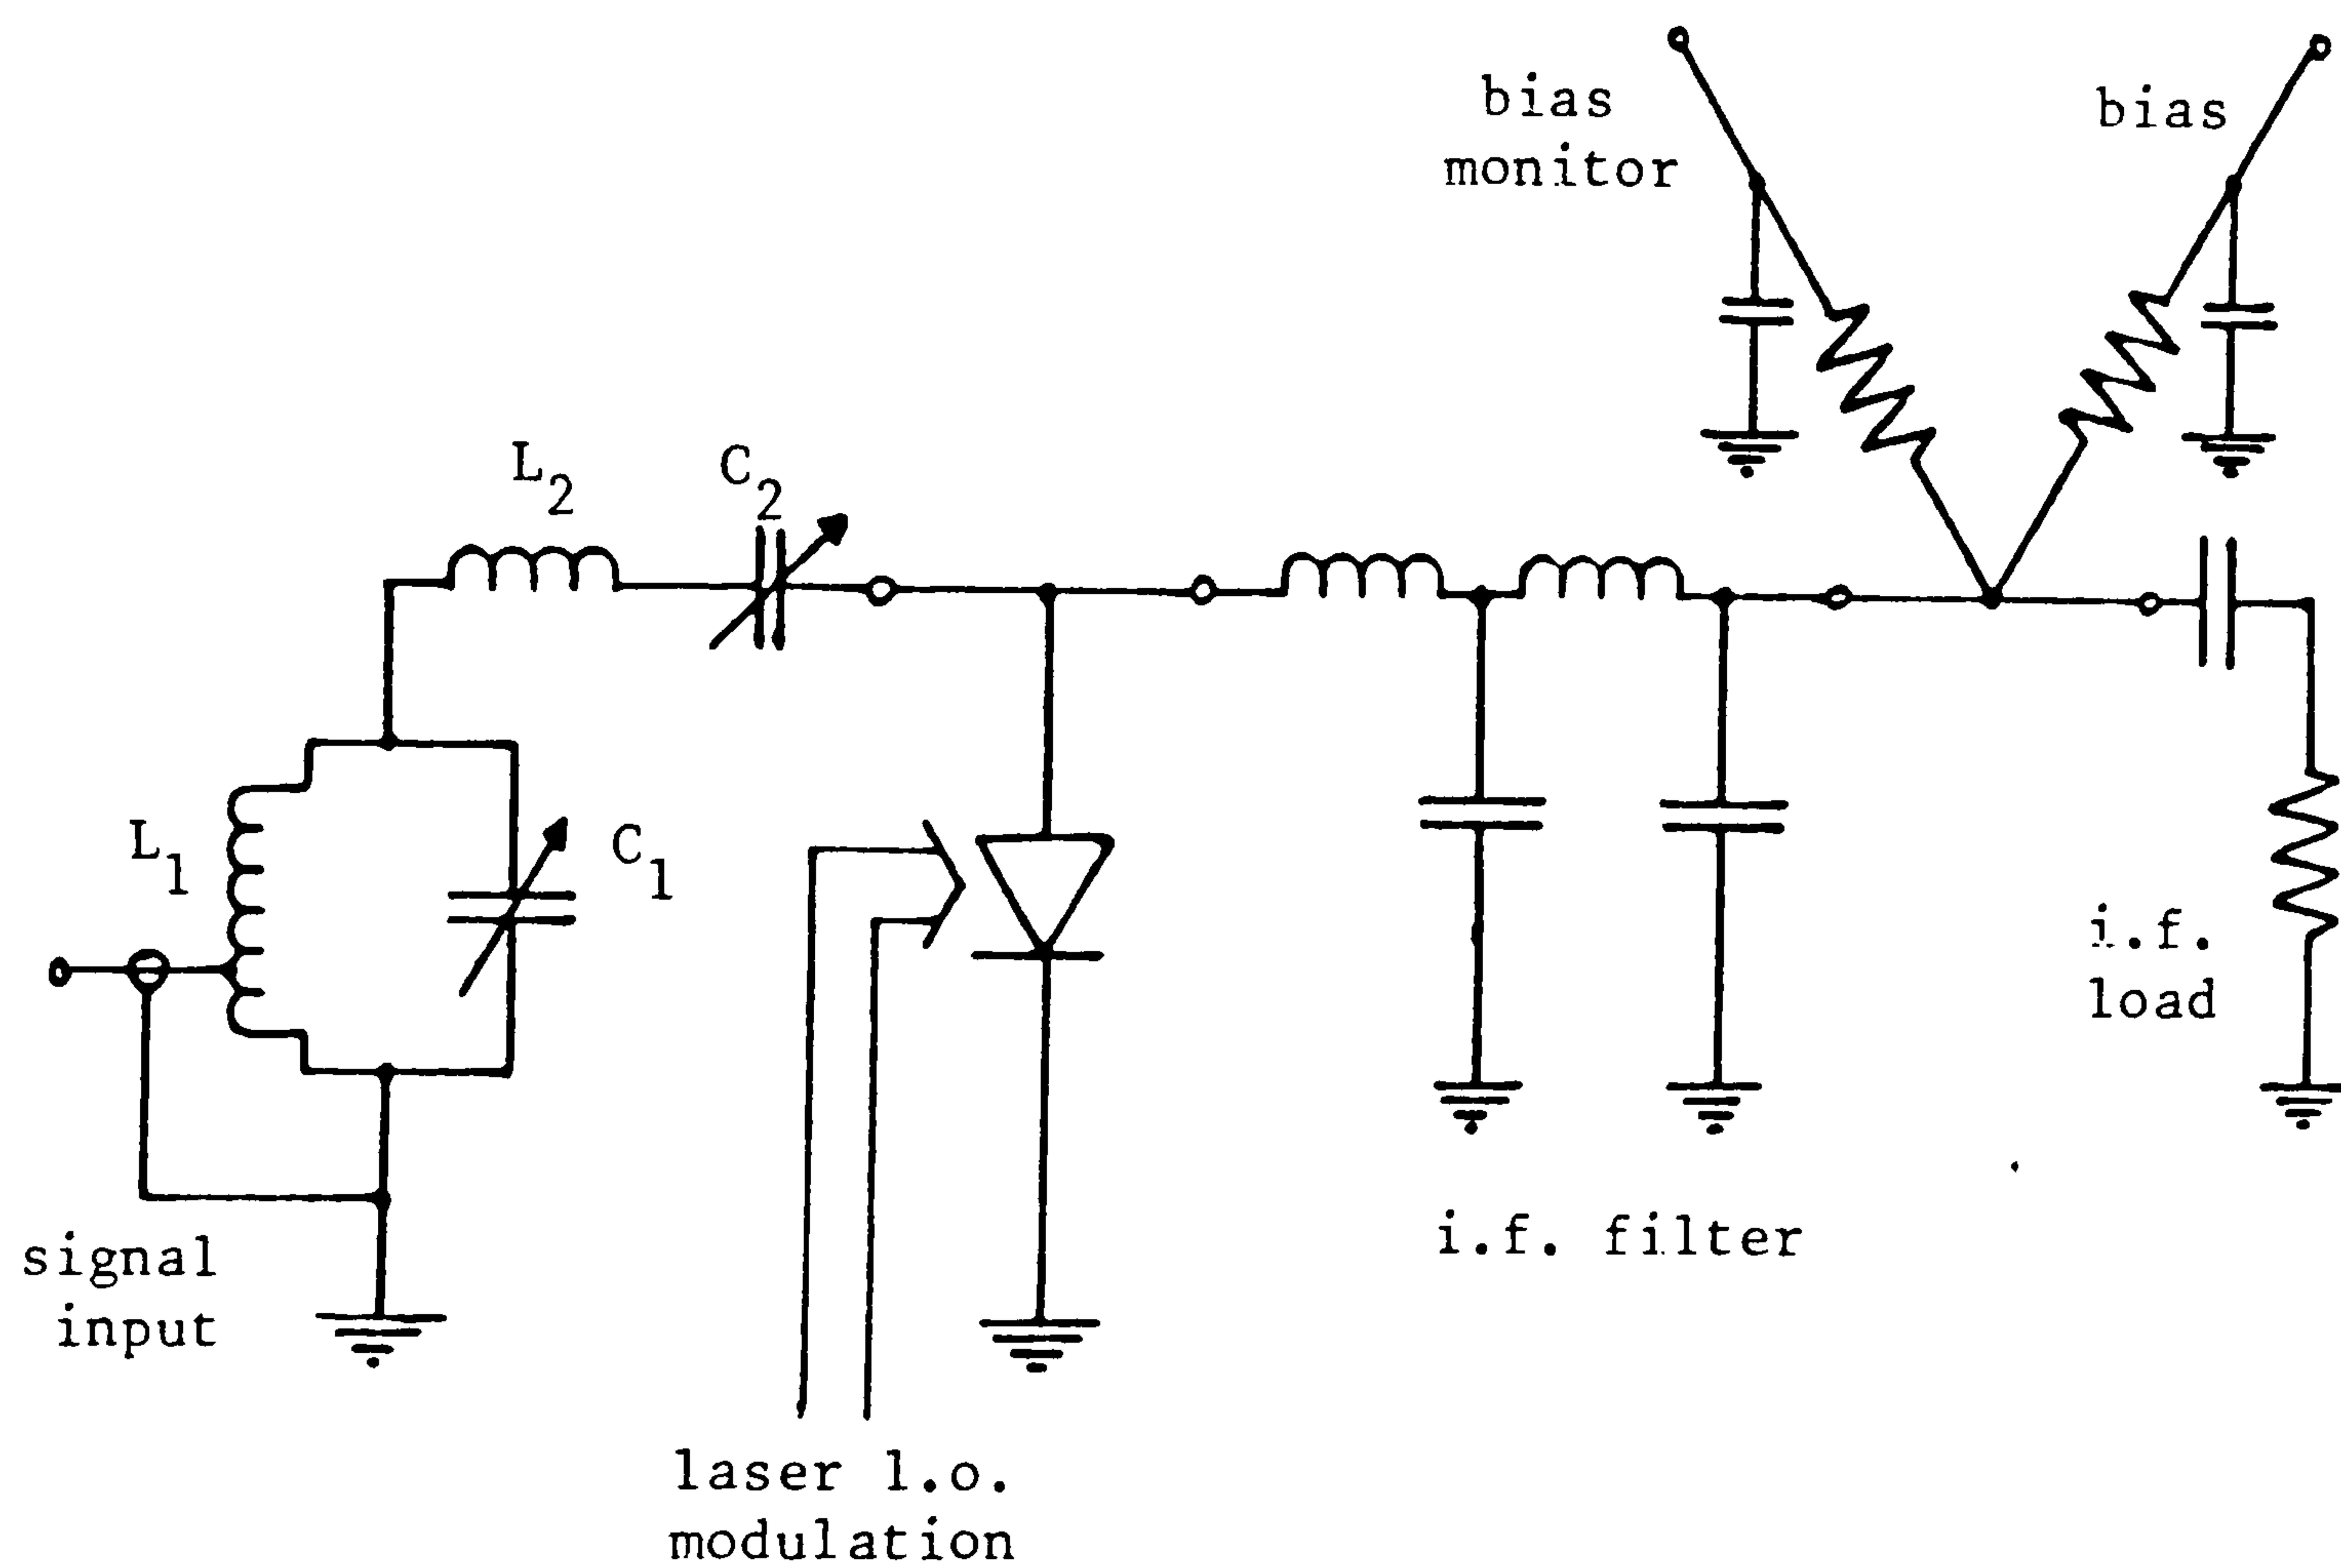 bias
monitor
bias
L2
C2
L1
C1
i.f.
load
signal
input
i.f. filter
laser l.o.
modulation